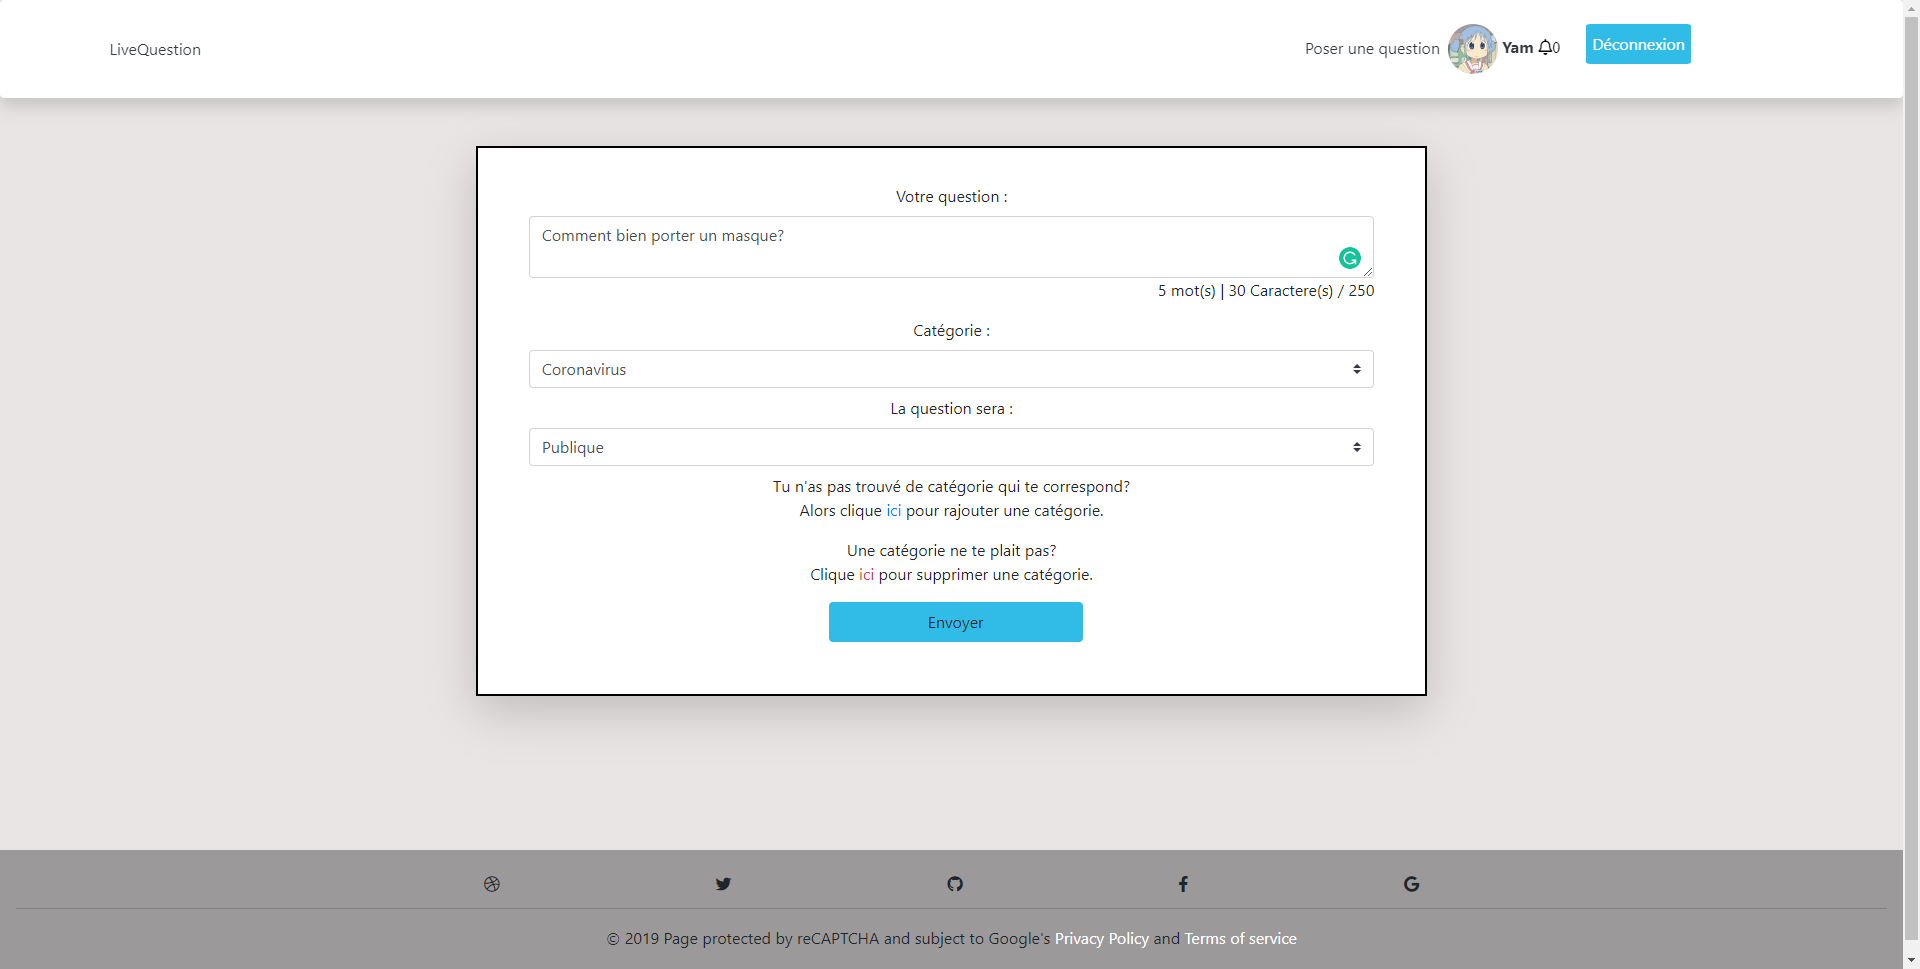 LiveQuestion
Poser une question Yam 0 Déconnexion
Votre question :
Comment bien porter un masque?
5 mot(s) | 30 Caractere(s) / 250
Catégorie :
Coronavirus
La question sera :
Publique
Tu n'as pas trouvé de catégorie qui te correspond?
Alors clique ici pour rajouter une catégorie.
Une catégorie ne te plait pas?
Clique ici pour supprimer une catégorie.
Envoyer
© 2019 Page protected by reCAPTCHA and subject to Google's Privacy Policy and Terms of service